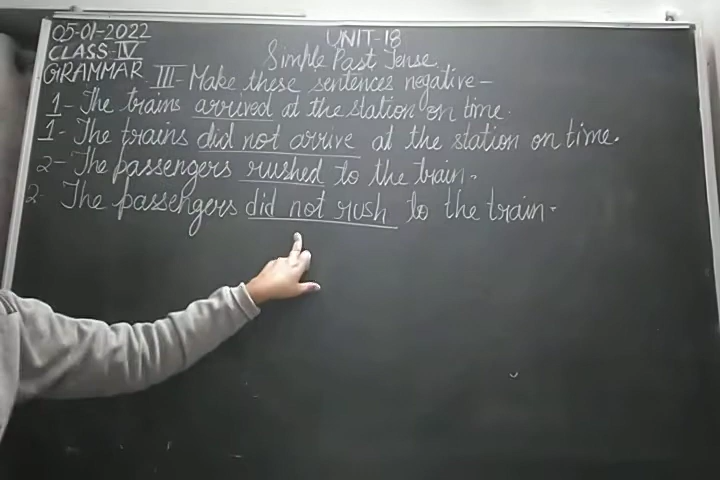 05-01-2022
UNIT-18
CLASS-IV
Simple Past Tense.
GRAMMAR III-Make these sentences negative-
1- The trains arrived at the station on time.
1- The trains did not arrive at the station on time.
2- The passengers rushed to the train.
2- The passengers did not rush to the train.